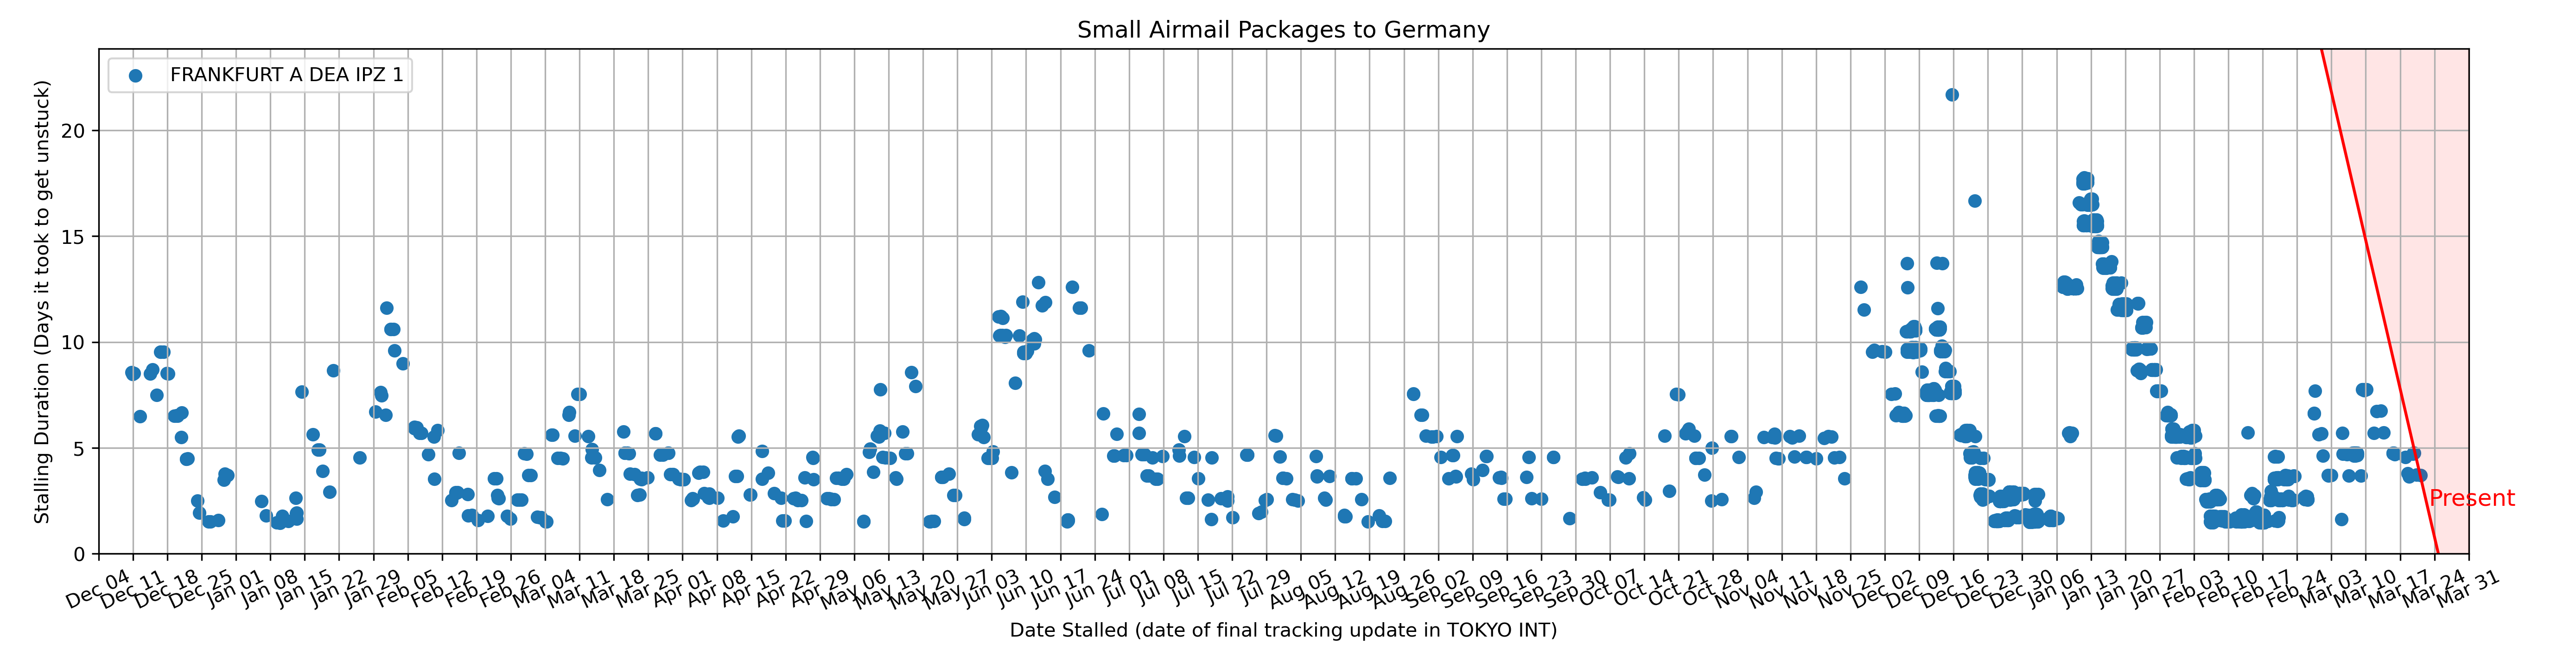 Small Airmail Packages to Germany
FRANKFURT A DEA IPZ 1
Stalling Duration (Days it took to get unstuck)
20
15
10
5
0
Present
Dec 04
Dec 11
Dec 18
Dec 25
Jan 01
Jan 08
Jan 15
Jan 22
Jan 29
Feb 05
Feb 12
Feb 19
Feb 26
Mar 04
Mar 11
Mar 18
Mar 25
Apr 01
Apr 08
Apr 15
Apr 22
Apr 29
May 06
May 13
May 20
May 27
Jun 03
Jun 10
Jun 17
Jun 24
Jul 01
Jul 08
Jul 15
Jul 22
Jul 29
Aug 05
Aug 12
Aug 19
Aug 26
Sep 02
Sep 09
Sep 16
Sep 23
Sep 30
Oct 07
Oct 14
Oct 21
Oct 28
Nov 04
Nov 11
Nov 18
Nov 25
Dec 02
Dec 09
Dec 16
Dec 23
Dec 30
Jan 06
Jan 13
Jan 20
Jan 27
Feb 03
Feb 10
Feb 17
Feb 24
Mar 03
Mar 10
Mar 17
Mar 24
Mar 31
Date Stalled (date of final tracking update in TOKYO INT)